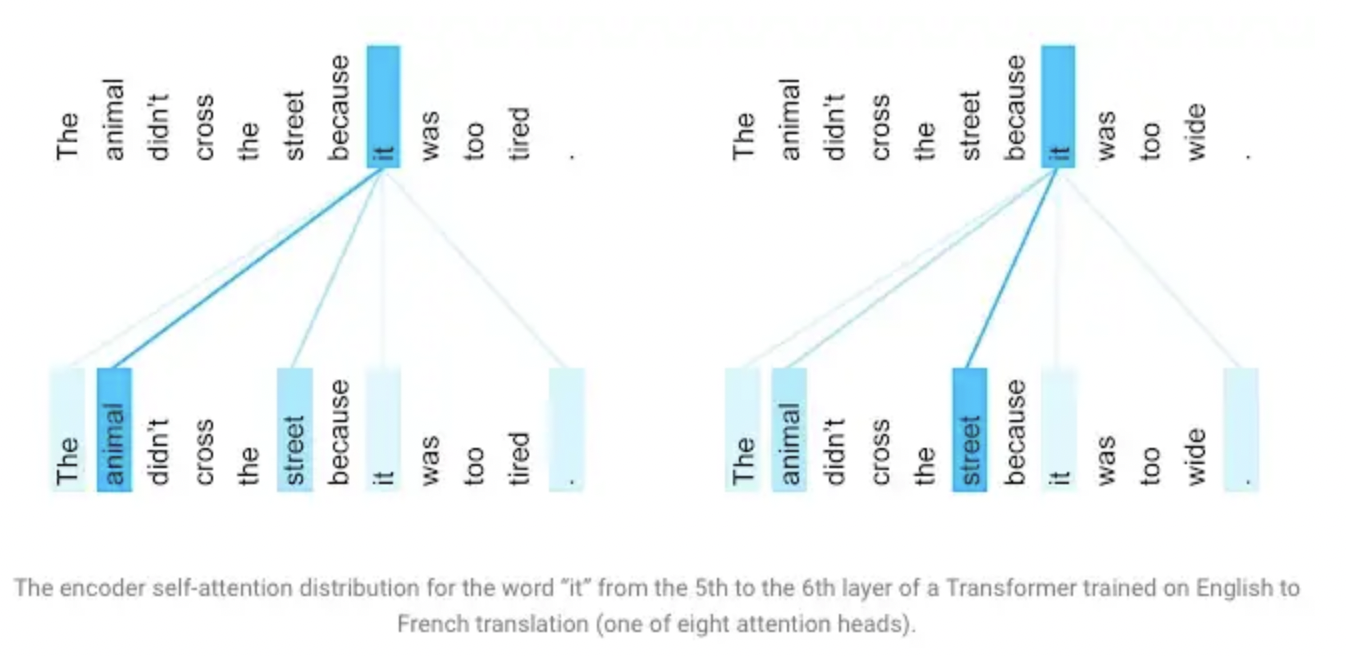 The animal didn't cross the street because it was too tired .
The animal didn't cross the street because it was too wide .
The animal didn't cross the street because it was too tired .
The animal didn't cross the street because it was too wide .
The encoder self-attention distribution for the word “it” from the 5th to the 6th layer of a Transformer trained on English to
French translation (one of eight attention heads).